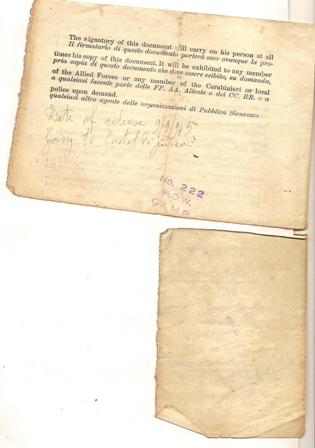 The signatory of this document will carry on his person at all
Il firmatario di questo documento porterà seco ovunque la pro-
times his copy of this document. It will be exhibited to any member
pria copia di questo documento che deve essere esibita, su domanda,
of the Allied Forces or any member of the Carabinieri or local
a qualsiasi facente parte delle FF. AA. Alleate o dei CC. RR. o a
police upon demand.
qualsiasi altro agente delle organizzazioni di Pubblica Sicurezza.
Date of release
to Castel di
No. 222
P.O.W.
CAMP